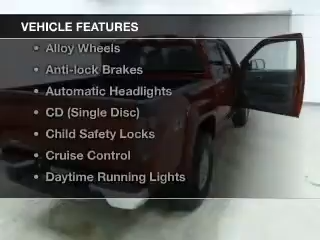 VEHICLE FEATURES
• Alloy Wheels
• Anti-lock Brakes
• Automatic Headlights
• CD (Single Disc)
• Child Safety Locks
• Cruise Control
• Daytime Running Lights